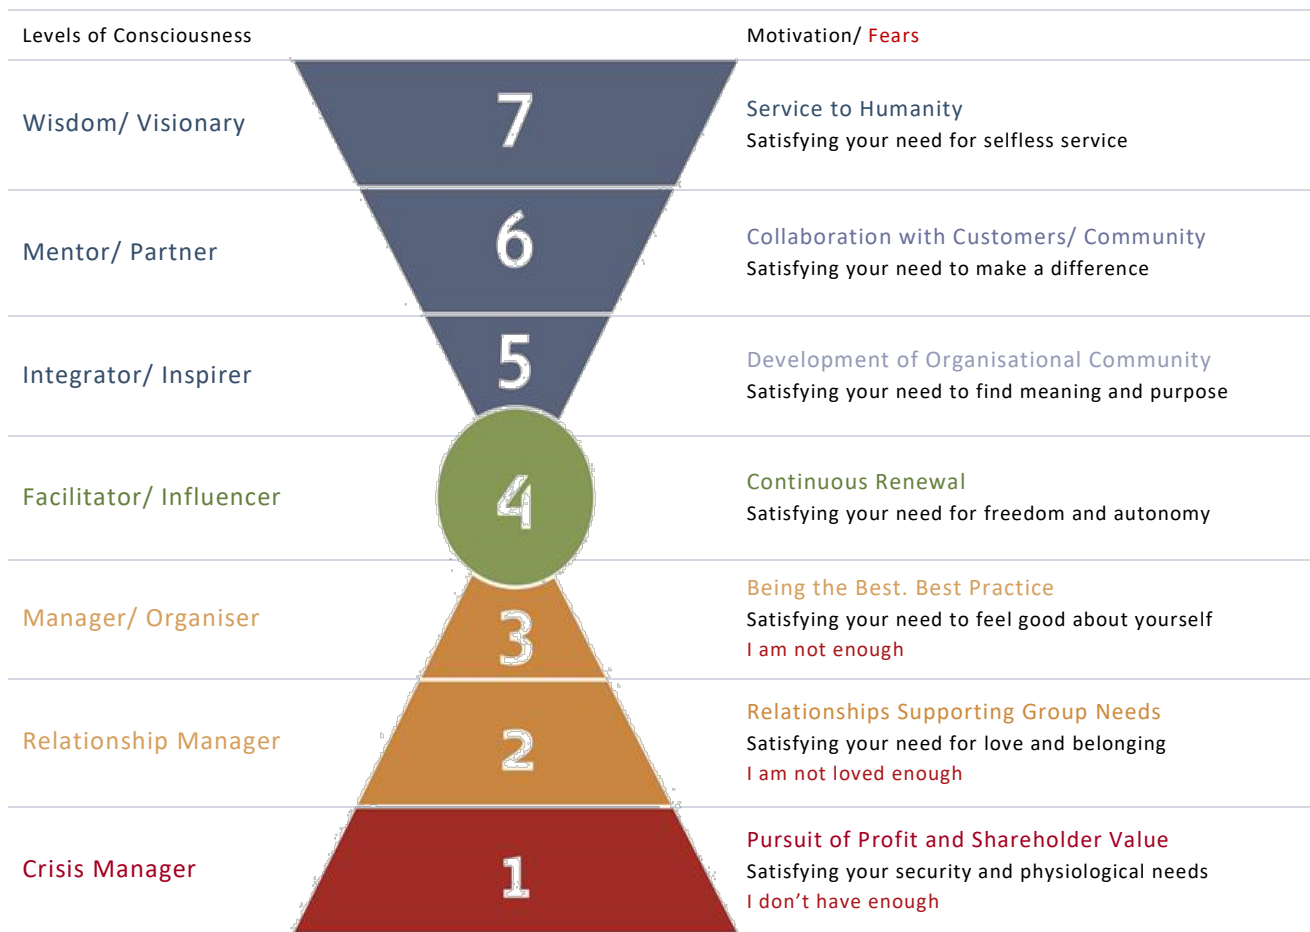 Levels of Consciousness
Motivation/ Fears
Wisdom/ Visionary
7
Service to Humanity
Satisfying your need for selfless service
Mentor/ Partner
6
Collaboration with Customers/ Community
Satisfying your need to make a difference
Integrator/ Inspirer
5
Development of Organisational Community
Satisfying your need to find meaning and purpose
Facilitator/ Influencer
4
Continuous Renewal
Satisfying your need for freedom and autonomy
Manager/ Organiser
3
Being the Best. Best Practice
Satisfying your need to feel good about yourself
I am not enough
Relationship Manager
2
Relationships Supporting Group Needs
Satisfying your need for love and belonging
I am not loved enough
Crisis Manager
1
Pursuit of Profit and Shareholder Value
Satisfying your security and physiological needs
I don’t have enough